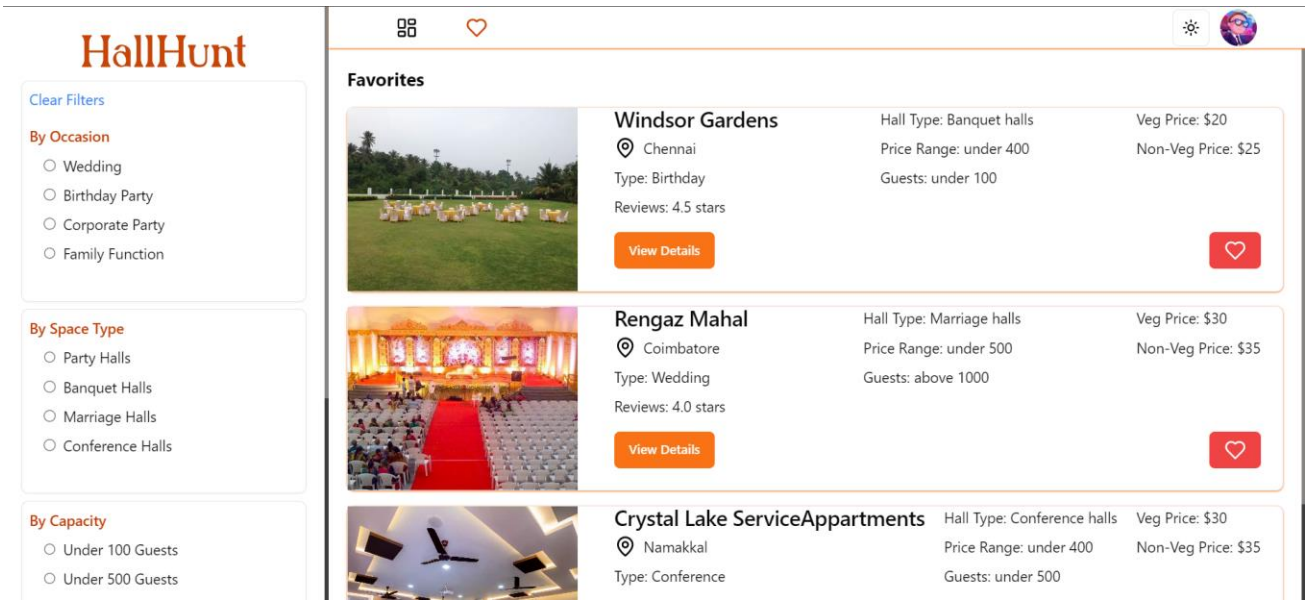 HallHunt
Clear Filters
By Occasion
Wedding
Birthday Party
Corporate Party
Family Function
By Space Type
Party Halls
Banquet Halls
Marriage Halls
Conference Halls
By Capacity
Under 100 Guests
Under 500 Guests
Favorites
Windsor Gardens
Chennai
Type: Birthday
Reviews: 4.5 stars
View Details
Hall Type: Banquet halls
Price Range: under 400
Guests: under 100
Veg Price: $20
Non-Veg Price: $25
Rengaz Mahal
Coimbatore
Type: Wedding
Reviews: 4.0 stars
View Details
Hall Type: Marriage halls
Price Range: under 500
Guests: above 1000
Veg Price: $30
Non-Veg Price: $35
Crystal Lake ServiceAppartments
Namakkal
Type: Conference
Hall Type: Conference halls
Price Range: under 400
Guests: under 500
Veg Price: $30
Non-Veg Price: $35